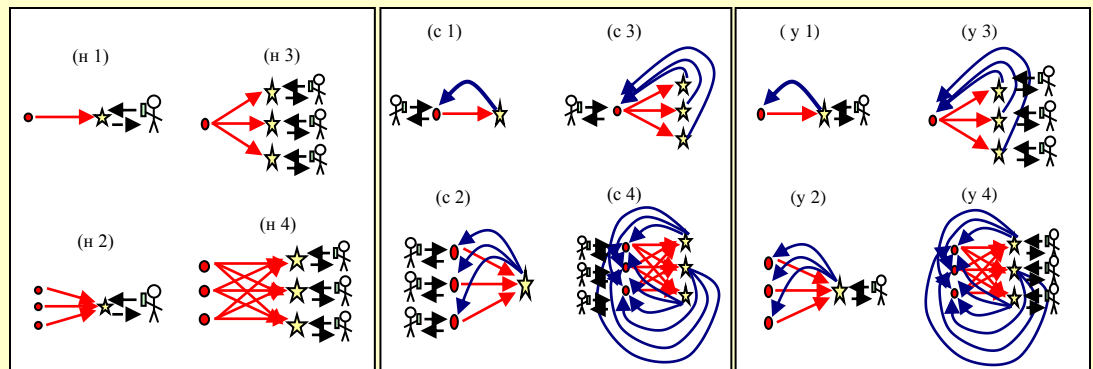 (н 1)
(н 3)
(н 2)
(н 4)
(с 1)
(с 3)
(с 2)
(с 4)
( у 1)
(у 3)
(у 2)
(у 4)